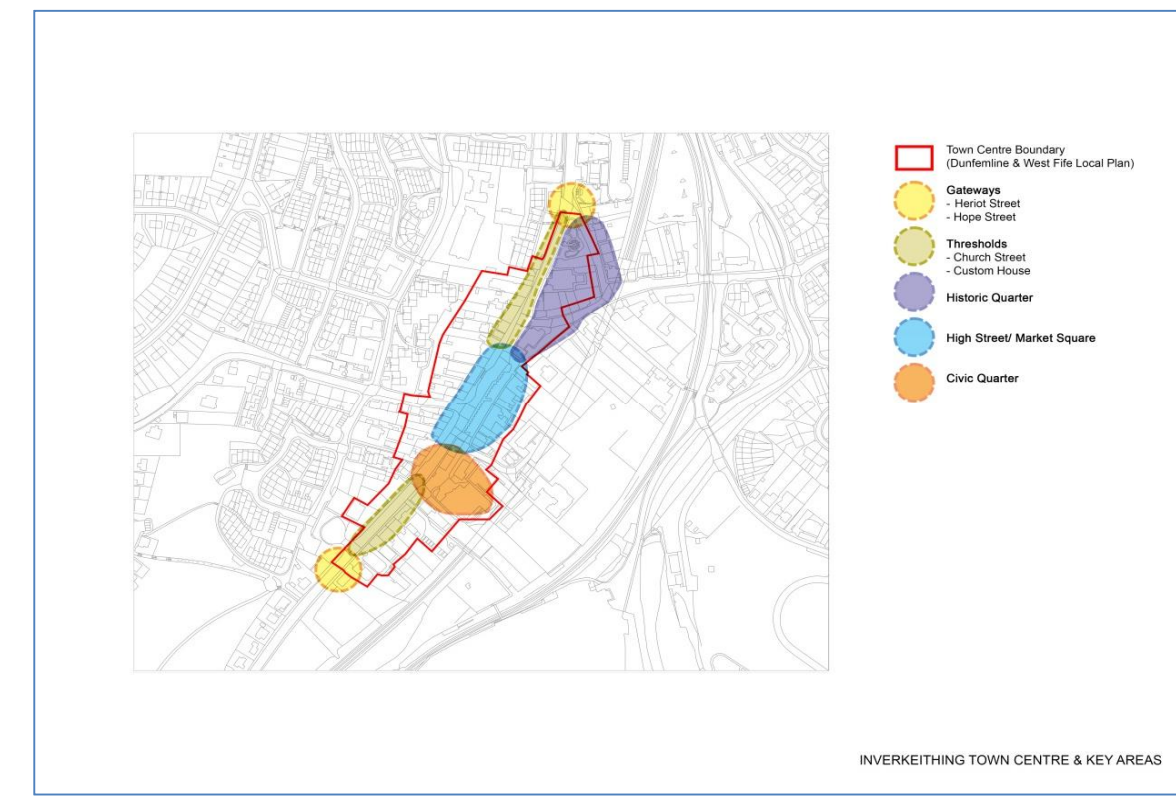 Town Centre Boundary
(Dunfemline & West Fife Local Plan)
Gateways
- Heriot Street
- Hope Street
Thresholds
- Church Street
- Custom House
Historic Quarter
High Street/ Market Square
Civic Quarter
INVERKEITHING TOWN CENTRE & KEY AREAS